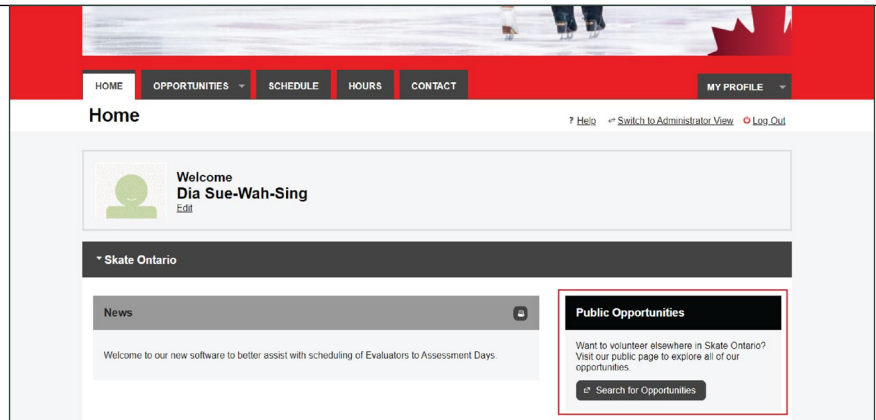 HOME OPPORTUNITIES SCHEDULE HOURS CONTACT MY PROFILE
Home
? Help Switch to Administrator View Log Out
Welcome
Dia Sue-Wah-Sing
Edit
Skate Ontario
News
Welcome to our new software to better assist with scheduling of Evaluators to Assessment Days.
Public Opportunities
Want to volunteer elsewhere in Skate Ontario?
Visit our public page to explore all of our
opportunities.
Search for Opportunities